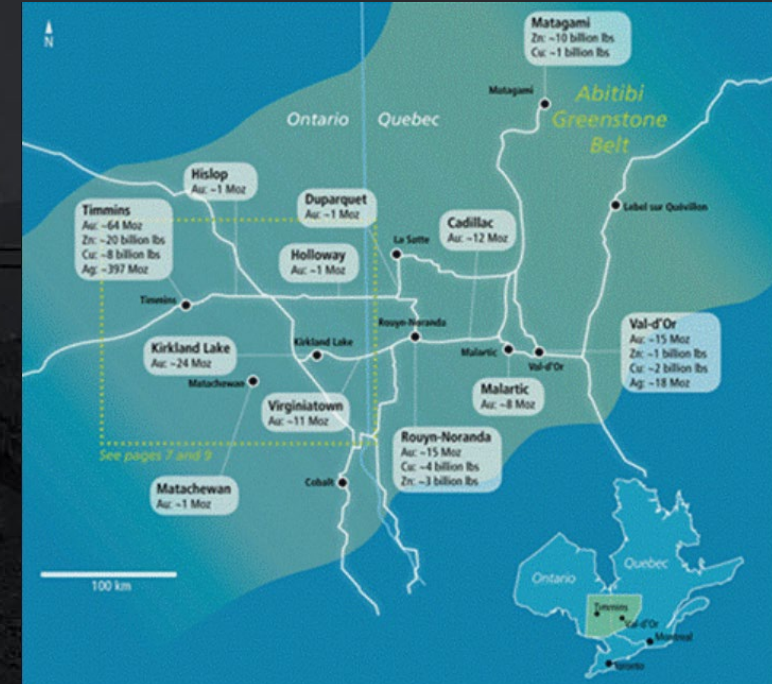 N
Matagami
Zn: ~10 billion lbs
Cu: ~1 billion lbs
Matagami
Abitibi
Greenstone
Belt
Ontario
Quebec
Hislop
Au: ~1 Moz
Duparquet
Au: ~1 Moz
Timmins
Au: ~64 Moz
Zn: ~20 billion lbs
Cu: ~8 billion lbs
Ag: ~397 Moz
Lebel sur Quévillon
Cadillac
Au: ~12 Moz
La Sotte
Holloway
Au: ~1 Moz
Timmins
Rouyn-Noranda
Val-d'Or
Au: ~15 Moz
Zn: ~1 billion lbs
Cu: ~2 billion lbs
Ag: ~18 Moz
Kirkland Lake
Au: ~24 Moz
Kirkland Lake
Malartic
Val-d'Or
Matachewan
Malartic
Au: ~8 Moz
Virginiatown
Au: ~11 Moz
Rouyn-Noranda
Au: ~15 Moz
Cu: ~4 billion lbs
Zn: ~3 billion lbs
See pages 7 and 9
Cobalt
Matachewan
Au: ~1 Moz
100 km
Ontario
Quebec
Timmins
Val-d'Or
Montreal
Toronto